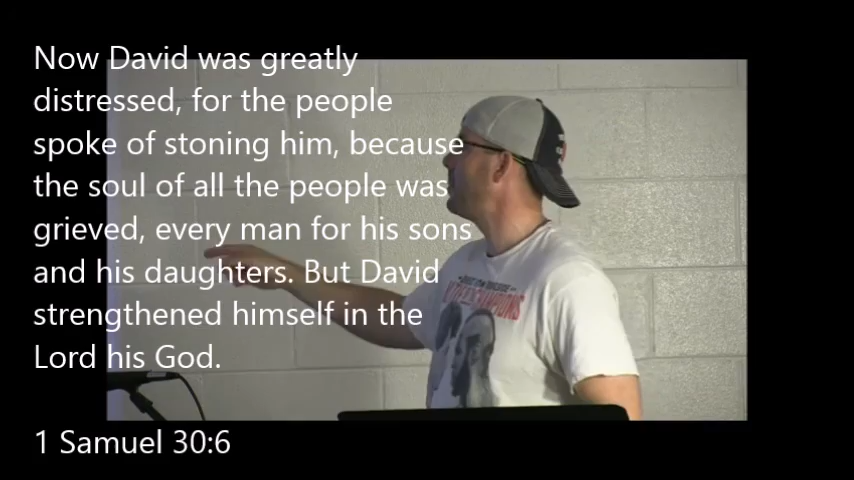 Now David was greatly
distressed, for the people
spoke of stoning him, because
the soul of all the people was
grieved, every man for his sons
and his daughters. But David
strengthened himself in the
Lord his God.
1 Samuel 30:6